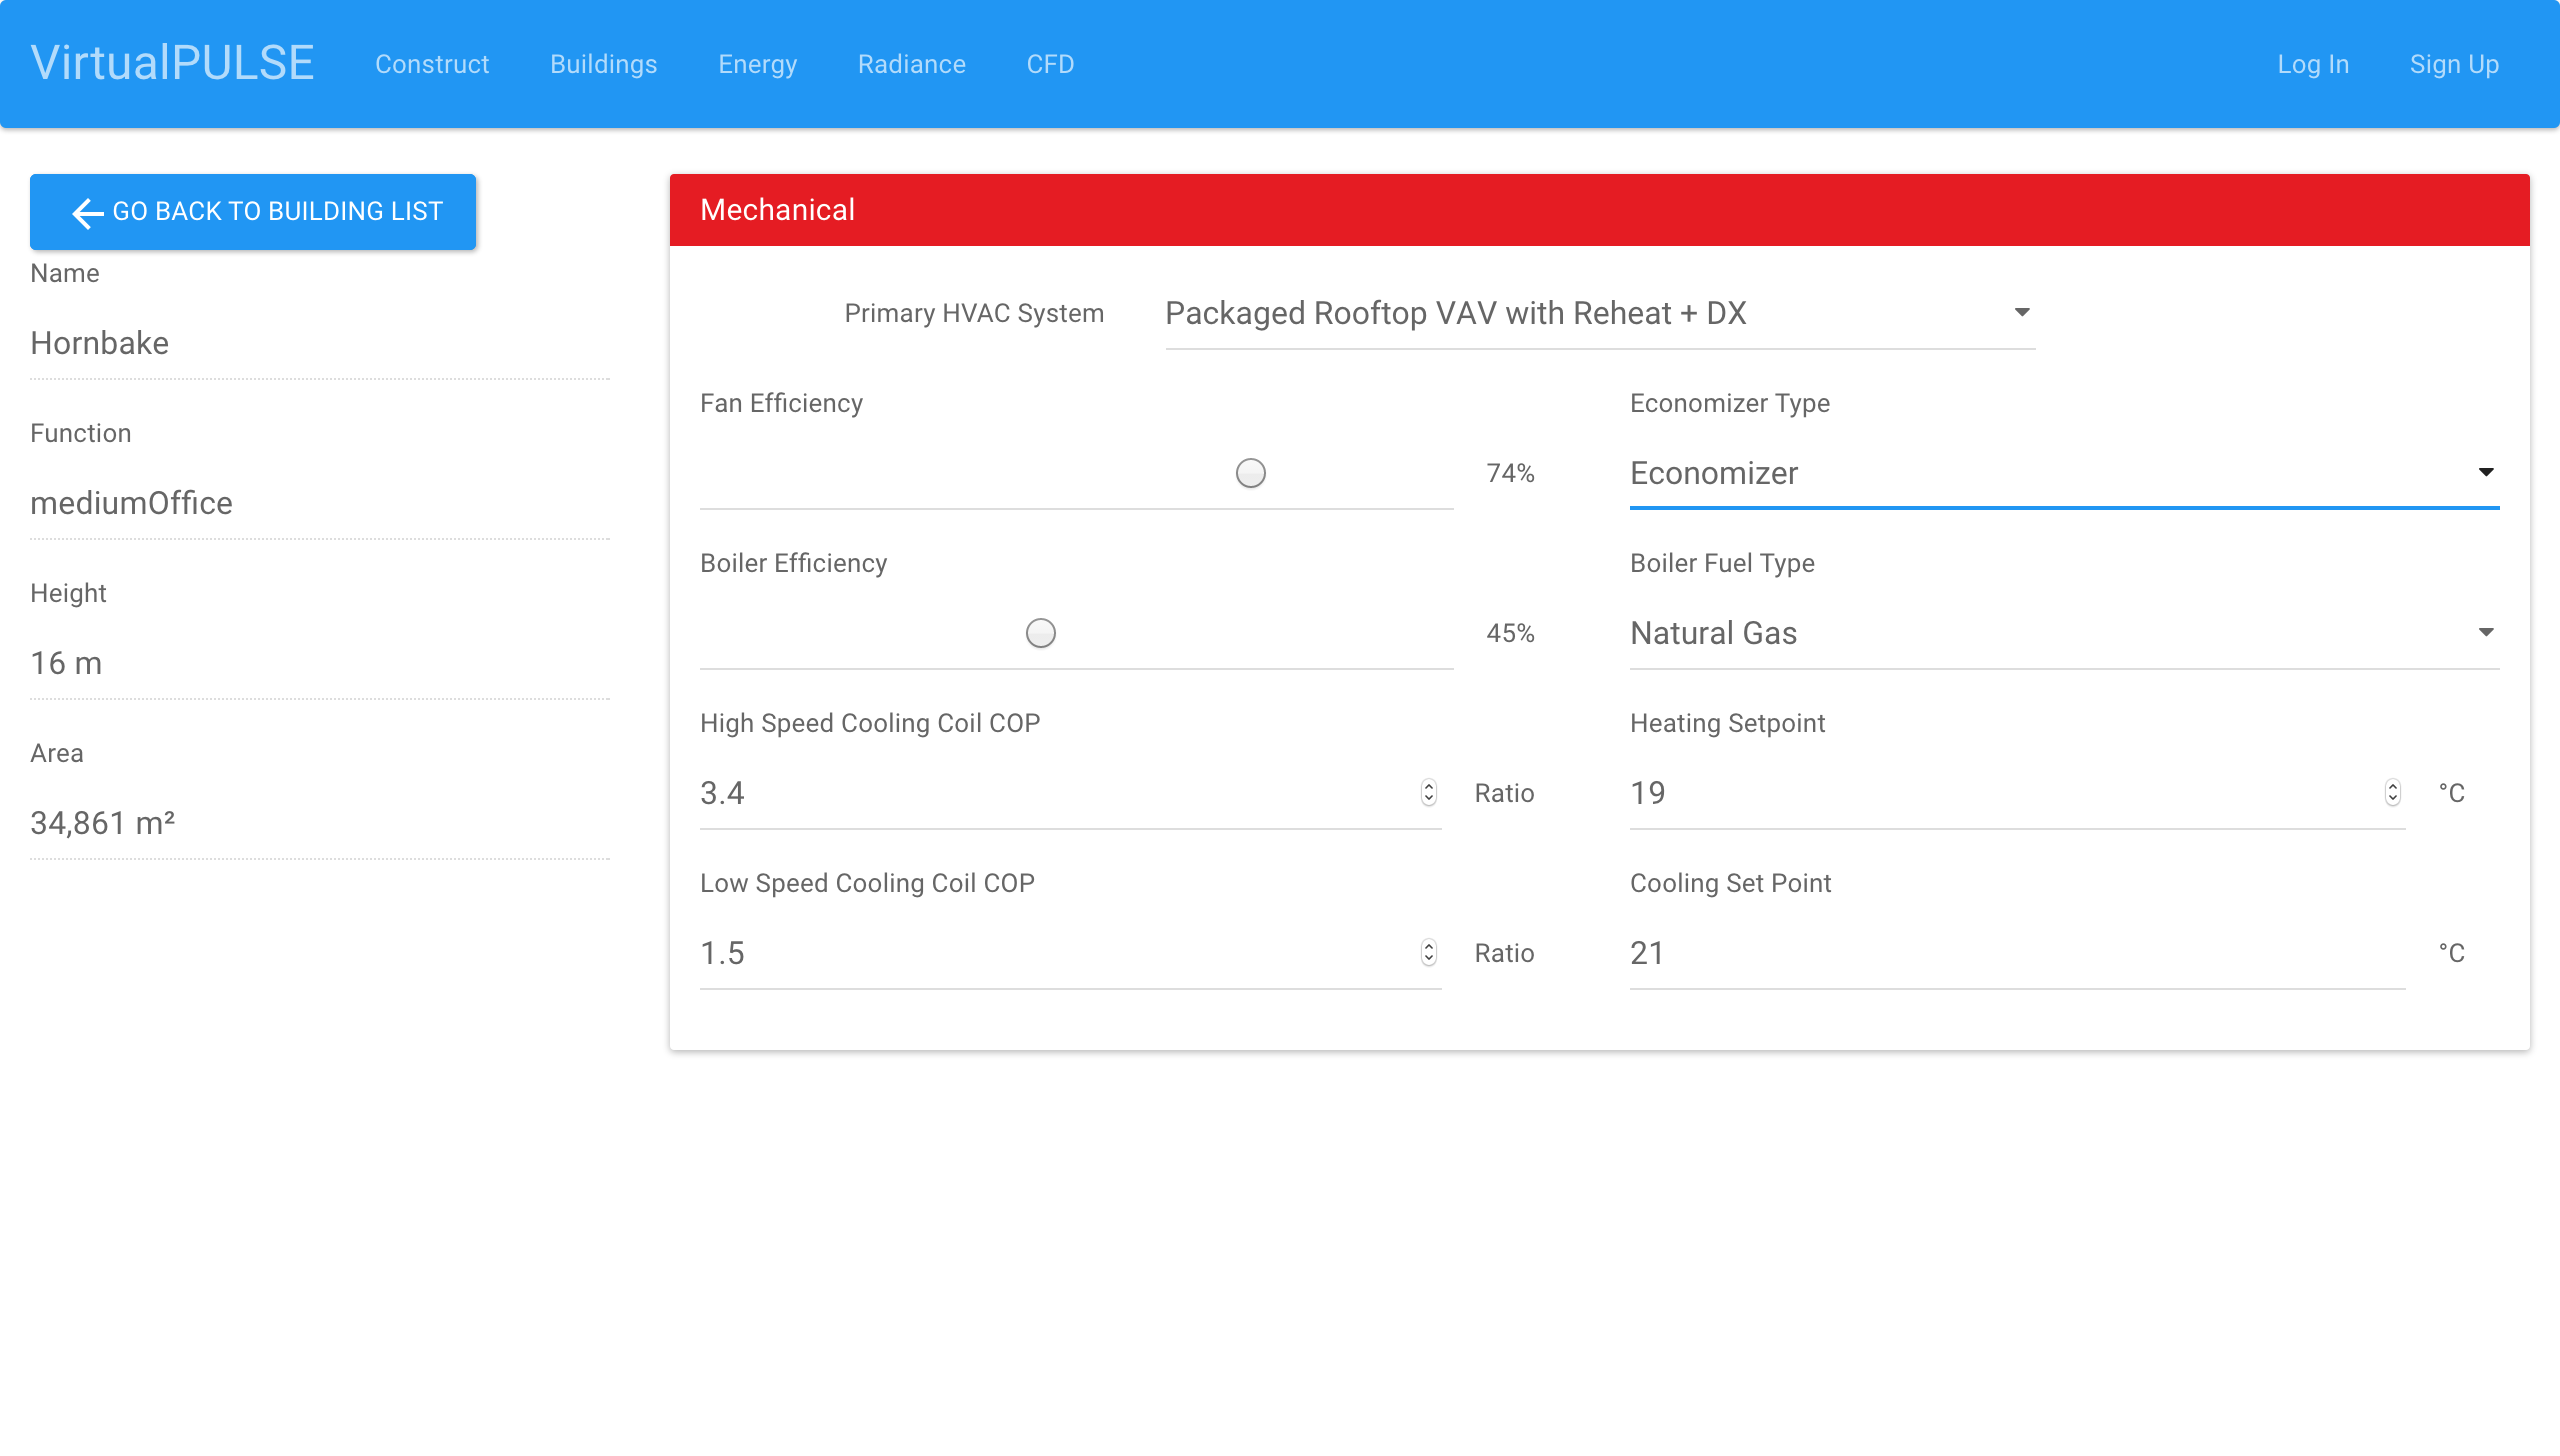 VirtualPULSE Construct Buildings Energy Radiance CFD Log In Sign Up
GO BACK TO BUILDING LIST
Name
Hornbake
Function
mediumOffice
Height
16 m
Area
34,861 m²
Mechanical
Primary HVAC System Packaged Rooftop VAV with Reheat + DX
Fan Efficiency
74%
Economizer Type
Economizer
Boiler Efficiency
45%
Boiler Fuel Type
Natural Gas
High Speed Cooling Coil COP
3.4 Ratio
Heating Setpoint
19 °C
Low Speed Cooling Coil COP
1.5 Ratio
Cooling Set Point
21 °C